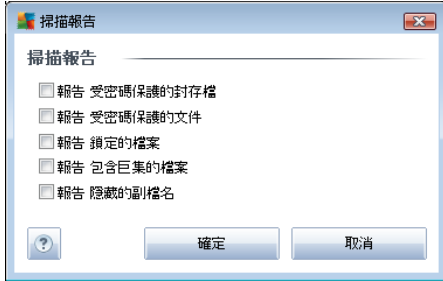 掃描報告
掃描報告
報告 受密碼保護的封存檔
報告 受密碼保護的文件
報告 鎖定的檔案
報告 包含巨集的檔案
報告 隱藏的副檔名
?
確定
取消